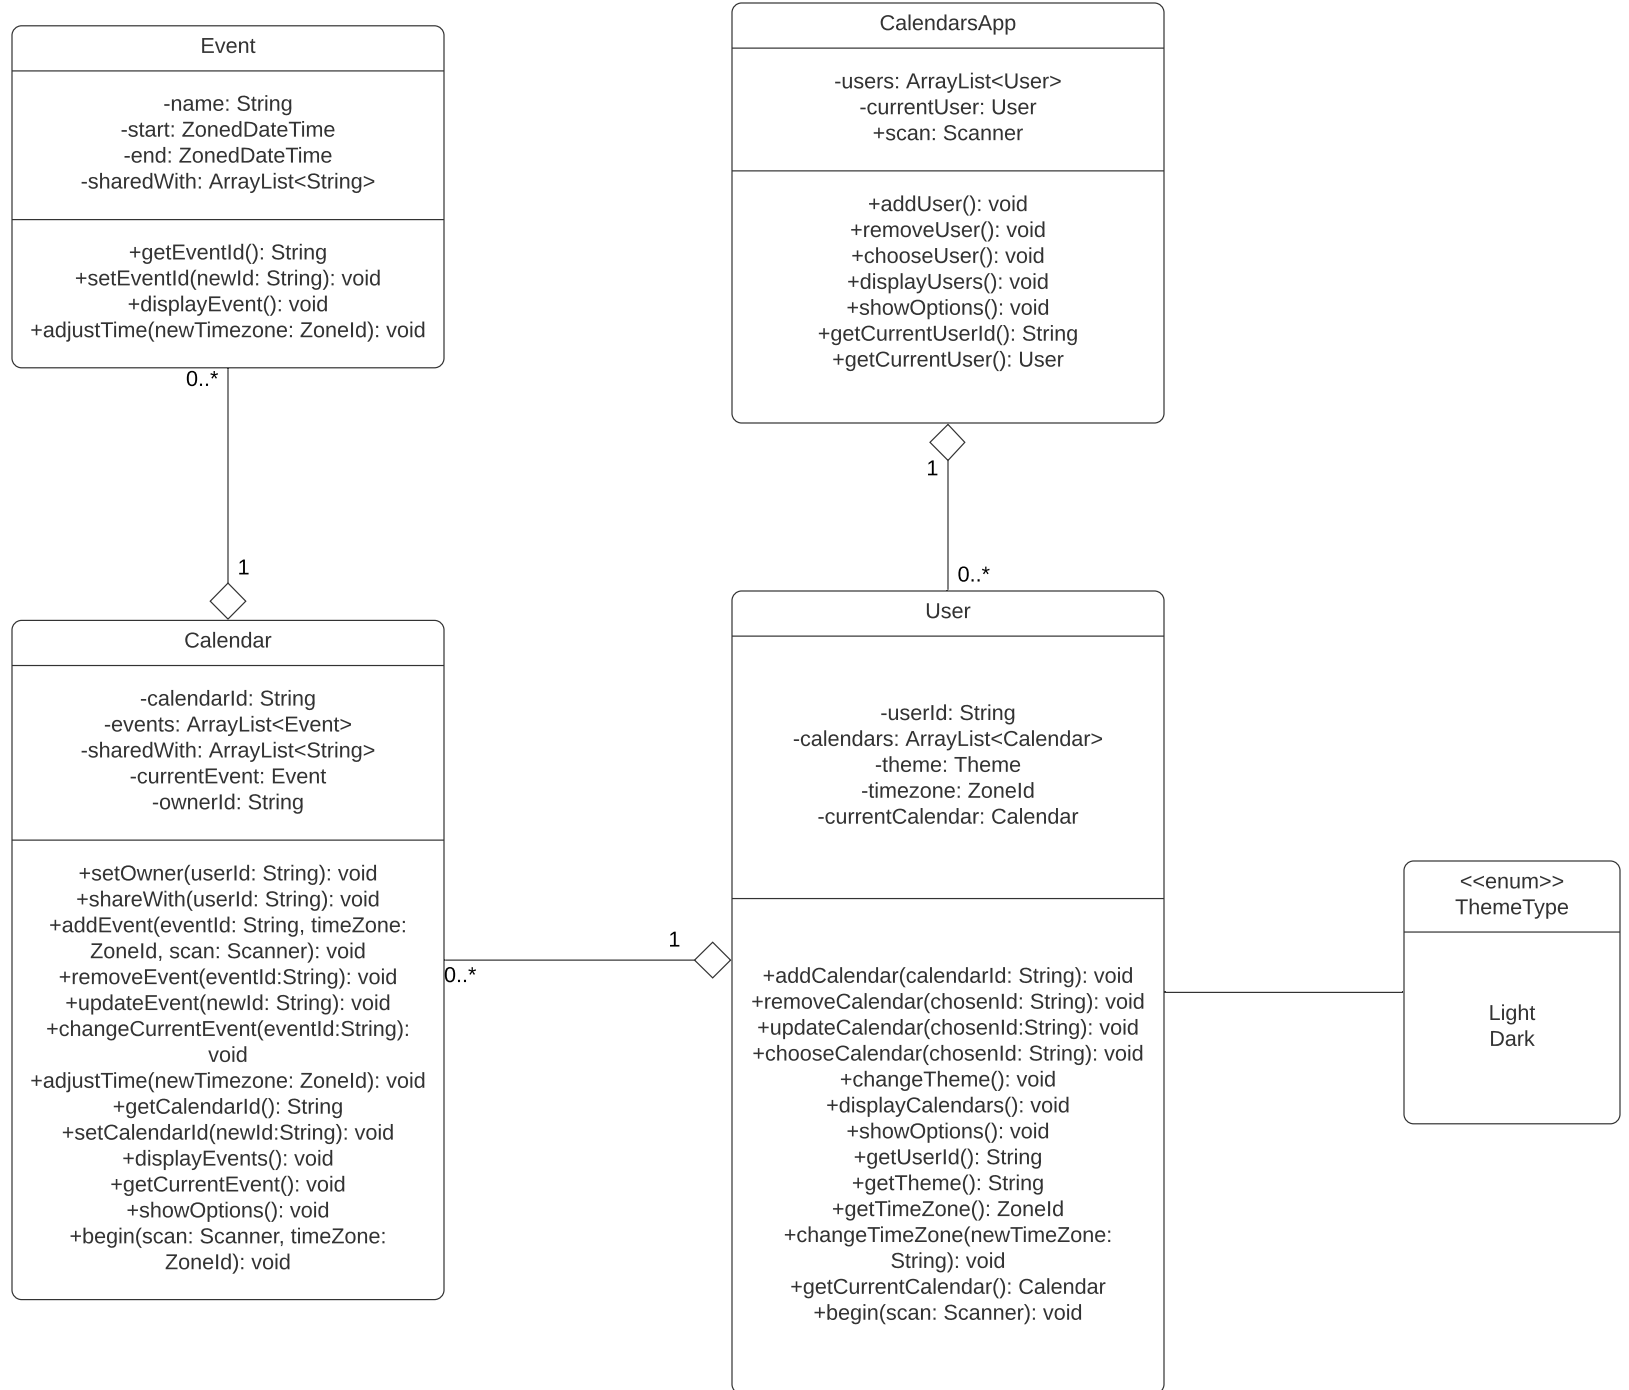 Event
-name: String
-start: ZonedDateTime
-end: ZonedDateTime
-sharedWith: ArrayList<String>
+getEventId(): String
+setEventId(newId: String): void
+displayEvent(): void
+adjustTime(newTimezone: ZoneId): void
0..*
1
Calendar
-calendarId: String
-events: ArrayList<Event>
-sharedWith: ArrayList<String>
-currentEvent: Event
-ownerId: String
+setOwner(userId: String): void
+shareWith(userId: String): void
+addEvent(eventId: String, timeZone:
ZoneId, scan: Scanner): void
+removeEvent(eventId:String): void
+updateEvent(newId: String): void
+changeCurrentEvent(eventId:String):
void
+adjustTime(newTimezone: ZoneId): void
+getCalendarId(): String
+setCalendarId(newId:String): void
+displayEvents(): void
+getCurrentEvent(): void
+showOptions(): void
+begin(scan: Scanner, timeZone:
ZoneId): void
0..*
1
CalendarsApp
-users: ArrayList<User>
-currentUser: User
+scan: Scanner
+addUser(): void
+removeUser(): void
+chooseUser(): void
+displayUsers(): void
+showOptions(): void
+getCurrentUserId(): String
+getCurrentUser(): User
1
0..*
User
-userId: String
-calendars: ArrayList<Calendar>
-theme: Theme
-timezone: ZoneId
-currentCalendar: Calendar
+addCalendar(calendarId: String): void
+removeCalendar(chosenId: String): void
+updateCalendar(chosenId:String): void
+chooseCalendar(chosenId: String): void
+changeTheme(): void
+displayCalendars(): void
+showOptions(): void
+getUserId(): String
+getTheme(): String
+getTimeZone(): ZoneId
+changeTimeZone(newTimeZone:
String): void
+getCurrentCalendar(): Calendar
+begin(scan: Scanner): void
<<enum>>
ThemeType
Light
Dark